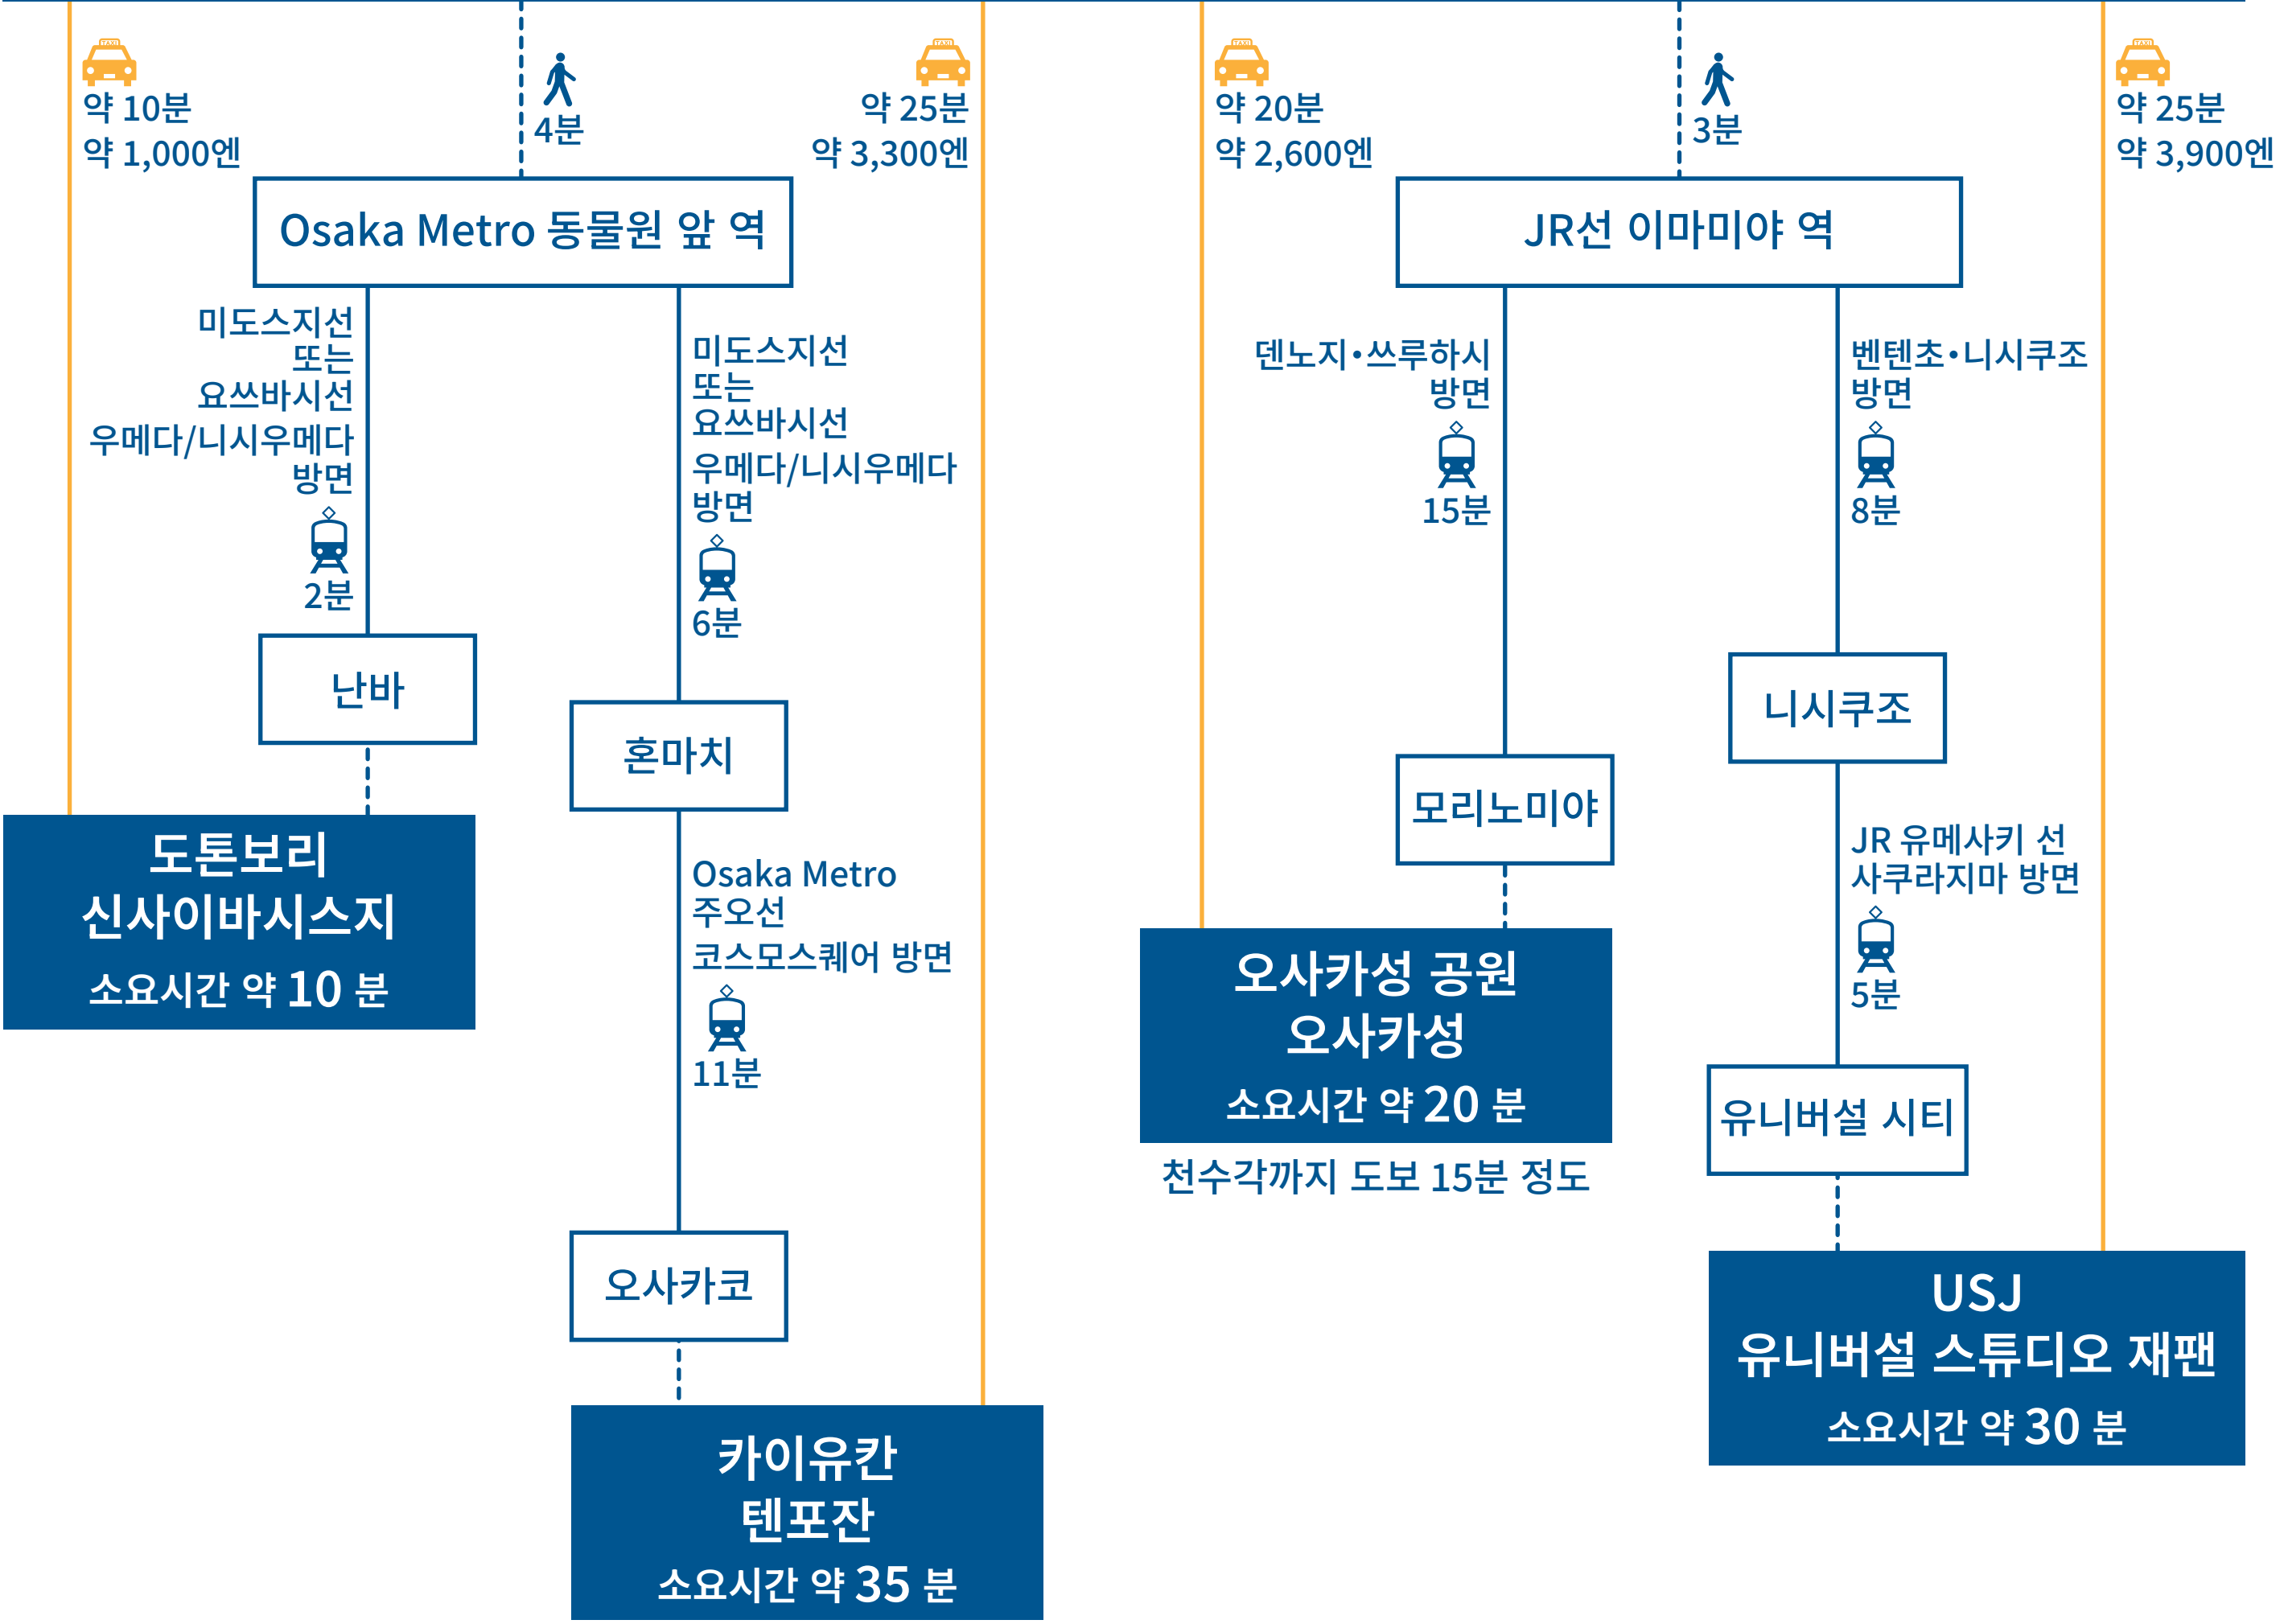 약 10분
약 1,000엔
4분
약 25분
약 3,300엔
Osaka Metro 동물원 앞 역
미도스지선
또는
요쓰바시선
우메다/니시우메다
방면
2분
난바
도톤보리
신사이바시스지
소요시간 약 10 분
미도스지선
또는
요쓰바시선
우메다/니시우메다
방면
6분
혼마치
Osaka Metro
주오선
코스모스퀘어 방면
11분
오사카코
카이유칸
텐포잔
소요시간 약 35 분
약 20분
약 2,600엔
3분
약 25분
약 3,900엔
JR선 이마미야 역
덴노지·쓰루하시
방면
15분
모리노미야
오사카성 공원
오사카성
소요시간 약 20 분
천수각까지 도보 15분 정도
벤텐초·니시쿠조
방면
8분
니시쿠조
JR 유메사키 선
사쿠라지마 방면
5분
유니버설 시티
USJ
유니버설 스튜디오 재팬
소요시간 약 30 분